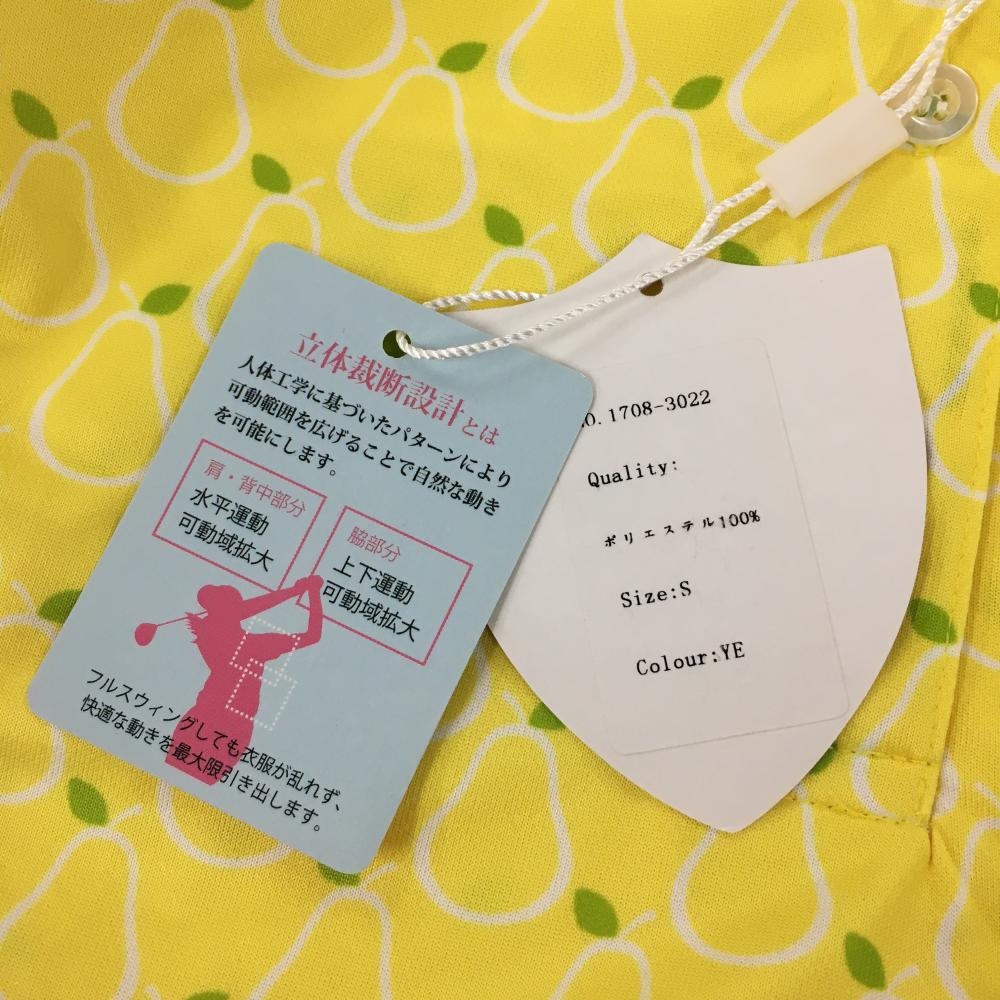 立体裁断設計とは
人体工学に基づいたパターンにより
可動範囲を広げることで自然な動き
を可能にします。
肩・背中部分
水平運動
可動域拡大
脇部分
上下運動
可動域拡大
フルスウィングしても衣服が乱れず、
快適な動きを最大限引き出します。
O. 1708-3022
Quality:
ポリエステル100%
Size:S
Colour:YE